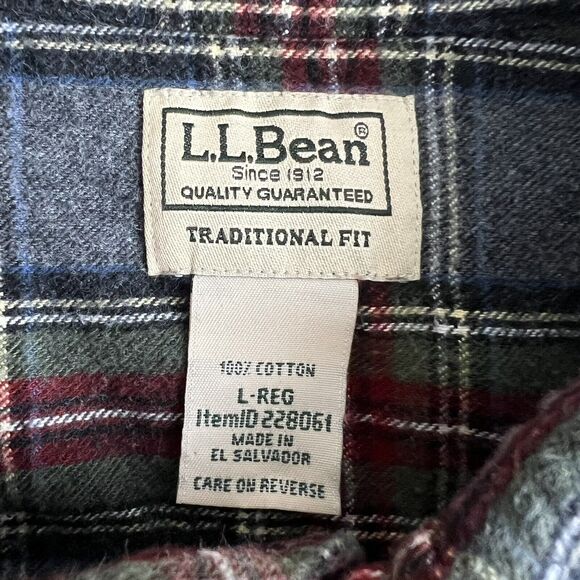 L.L.Bean®
Since 1912
QUALITY GUARANTEED
TRADITIONAL FIT
100% COTTON
L-REG
ItemID 228061
MADE IN
EL SALVADOR
CARE ON REVERSE